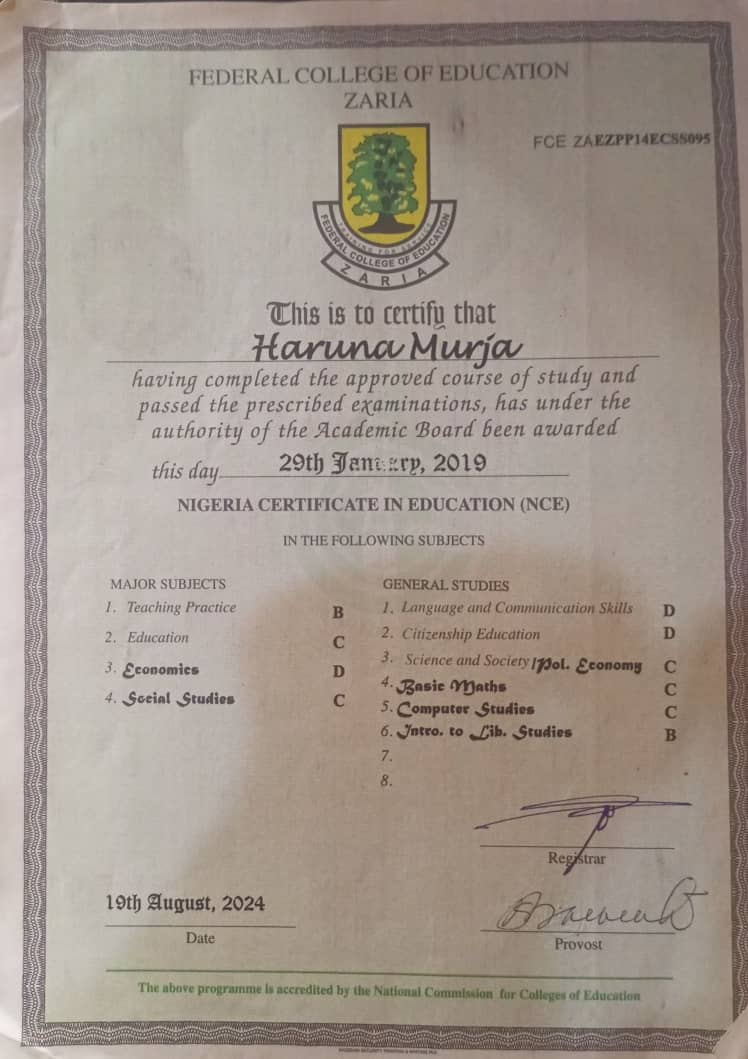 FEDERAL COLLEGE OF EDUCATION
ZARIA
FCE ZAEZPP14ECSS095
TRAINING FOR SERVICE
FEDERAL COLLEGE OF EDUCATION
ZARIA
This is to certify that
Haruna Murja
having completed the approved course of study and
passed the prescribed examinations, has under the
authority of the Academic Board been awarded
this day 29th January, 2019
NIGERIA CERTIFICATE IN EDUCATION (NCE)
IN THE FOLLOWING SUBJECTS
MAJOR SUBJECTS
1. Teaching Practice B
2. Education C
3. Economics D
4. Social Studies C
GENERAL STUDIES
1. Language and Communication Skills D
2. Citizenship Education D
3. Science and Society/Pol. Economy C
4. Basic Maths C
5. Computer Studies C
6. Intro. to Lib. Studies B
7.
8.
Registrar
19th August, 2024
Date
Provost
The above programme is accredited by the National Commission for Colleges of Education